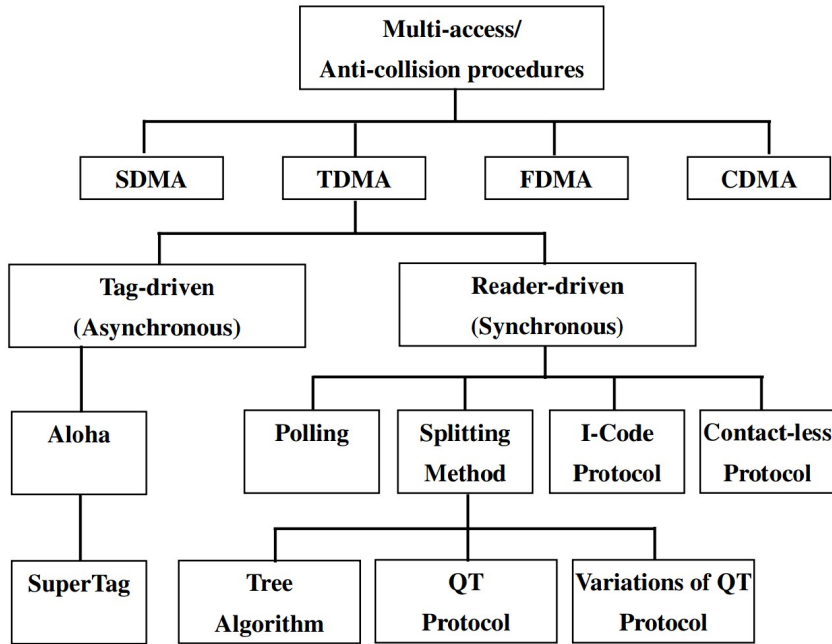 Multi-access/
Anti-collision procedures
SDMA
TDMA
FDMA
CDMA
Tag-driven
(Asynchronous)
Reader-driven
(Synchronous)
Aloha
Polling
Splitting
Method
I-Code
Protocol
Contact-less
Protocol
SuperTag
Tree
Algorithm
QT
Protocol
Variations of QT
Protocol